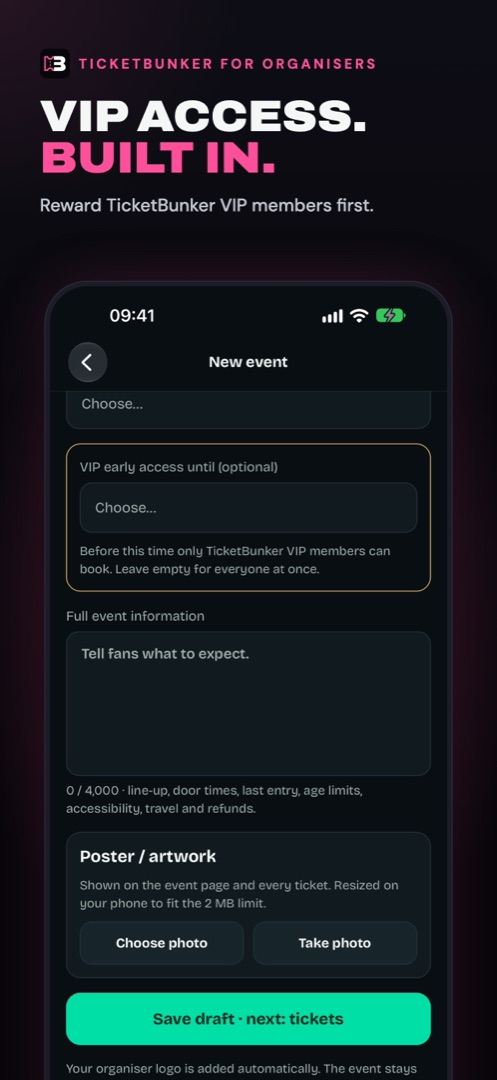 B TICKETBUNKER FOR ORGANISERS
VIP ACCESS.
BUILT IN.
Reward TicketBunker VIP members first.
09:41
New event
Choose...
VIP early access until (optional)
Choose...
Before this time only TicketBunker VIP members can
book. Leave empty for everyone at once.
Full event information
Tell fans what to expect.
0 / 4,000 · line-up, door times, last entry, age limits,
accessibility, travel and refunds.
Poster / artwork
Shown on the event page and every ticket. Resized on
your phone to fit the 2 MB limit.
Choose photo
Take photo
Save draft · next: tickets
Your organiser logo is added automatically. The event stays